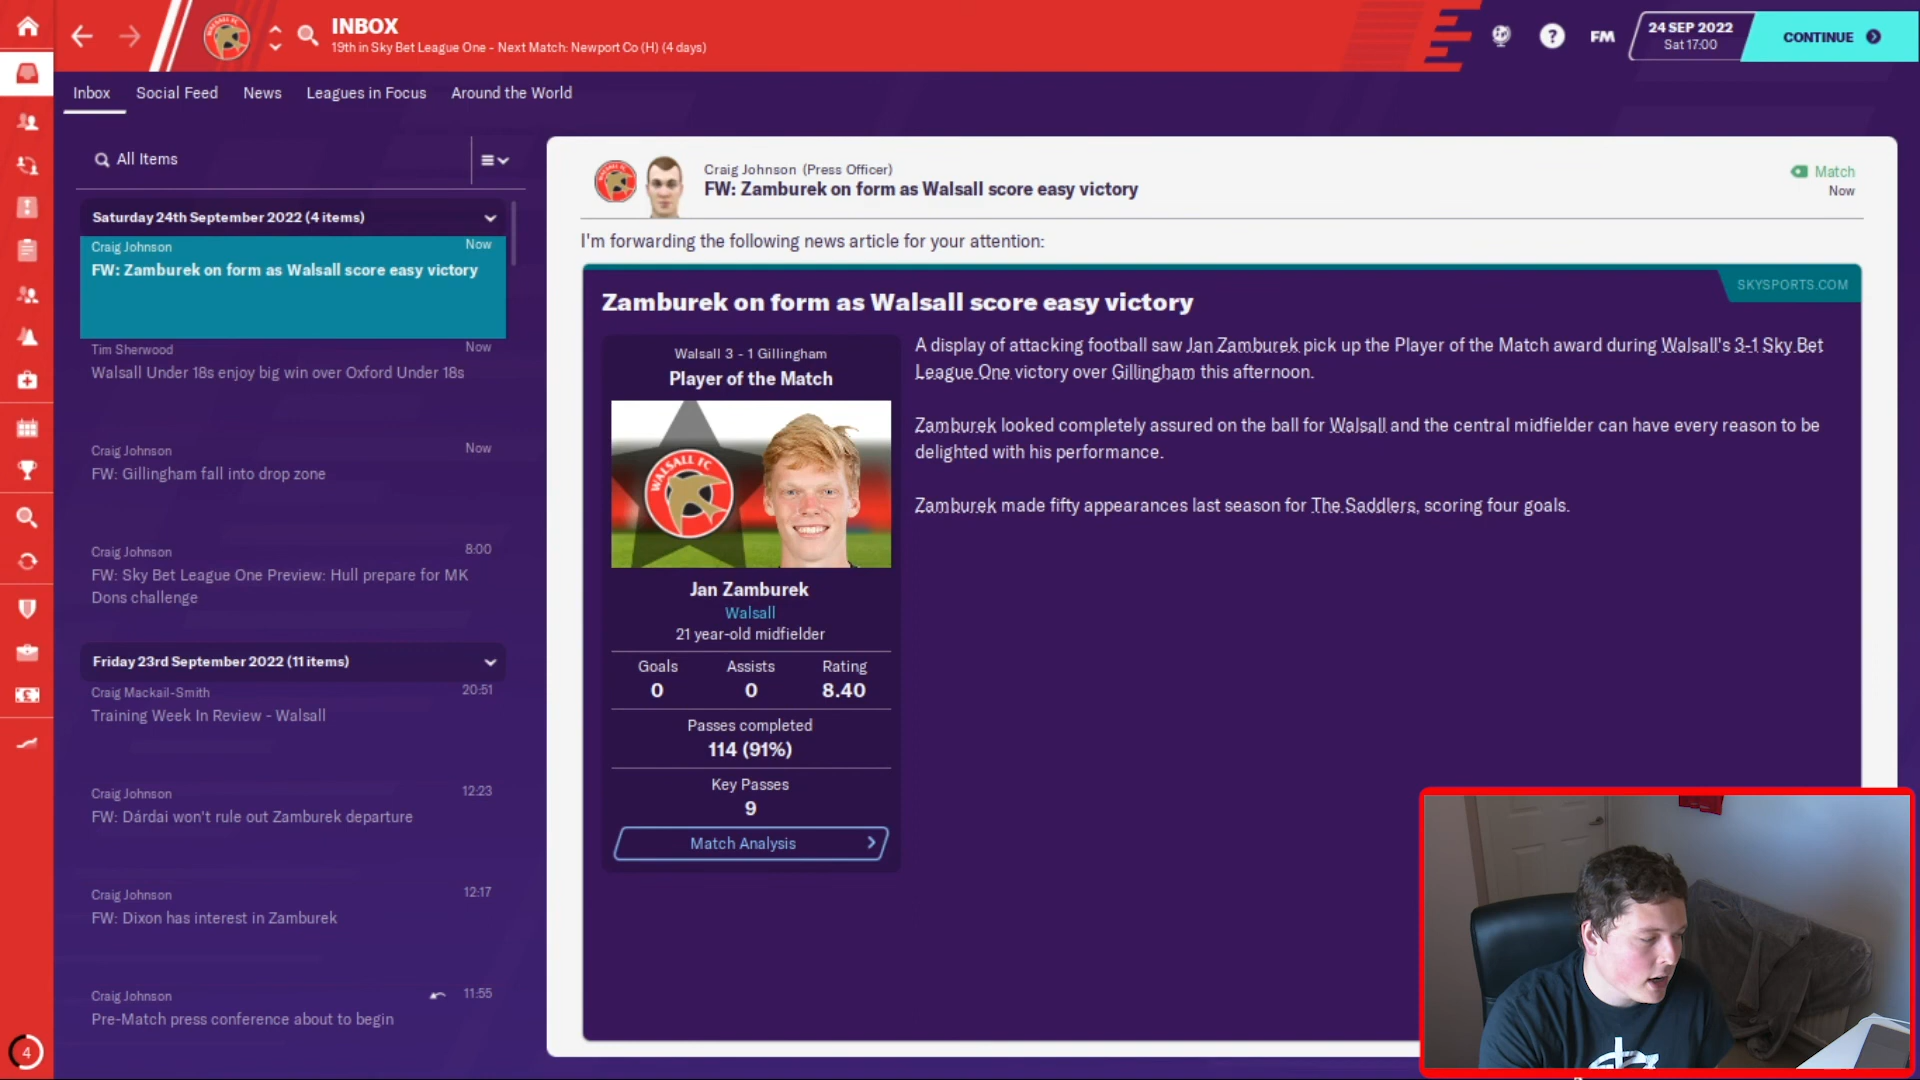 INBOX
19th in Sky Bet League One - Next Match: Newport Co (H) (4 days)
FM
24 SEP 2022
Sat 17:00
CONTINUE
Inbox
Social Feed
News
Leagues in Focus
Around the World
All Items
Saturday 24th September 2022 (4 items)
Craig Johnson
Now
FW: Zamburek on form as Walsall score easy victory
Tim Sherwood
Now
Walsall Under 18s enjoy big win over Oxford Under 18s
Craig Johnson
Now
FW: Gillingham fall into drop zone
Craig Johnson
8:00
FW: Sky Bet League One Preview: Hull prepare for MK
Dons challenge
Friday 23rd September 2022 (11 items)
Craig Mackail-Smith
20:51
Training Week In Review - Walsall
Craig Johnson
12:23
FW: Dárdai won't rule out Zamburek departure
Craig Johnson
12:17
FW: Dixon has interest in Zamburek
Craig Johnson
11:55
Pre-Match press conference about to begin
4
Craig Johnson (Press Officer)
FW: Zamburek on form as Walsall score easy victory
Match
Now
I'm forwarding the following news article for your attention:
SKYSPORTS.COM
Zamburek on form as Walsall score easy victory
Walsall 3 - 1 Gillingham
Player of the Match
WALSALL FC
Jan Zamburek
Walsall
21 year-old midfielder
Goals
Assists
Rating
0
0
8.40
Passes completed
114 (91%)
Key Passes
9
Match Analysis
A display of attacking football saw Jan Zamburek pick up the Player of the Match award during Walsall's 3-1 Sky Bet
League One victory over Gillingham this afternoon.
Zamburek looked completely assured on the ball for Walsall and the central midfielder can have every reason to be
delighted with his performance.
Zamburek made fifty appearances last season for The Saddlers, scoring four goals.